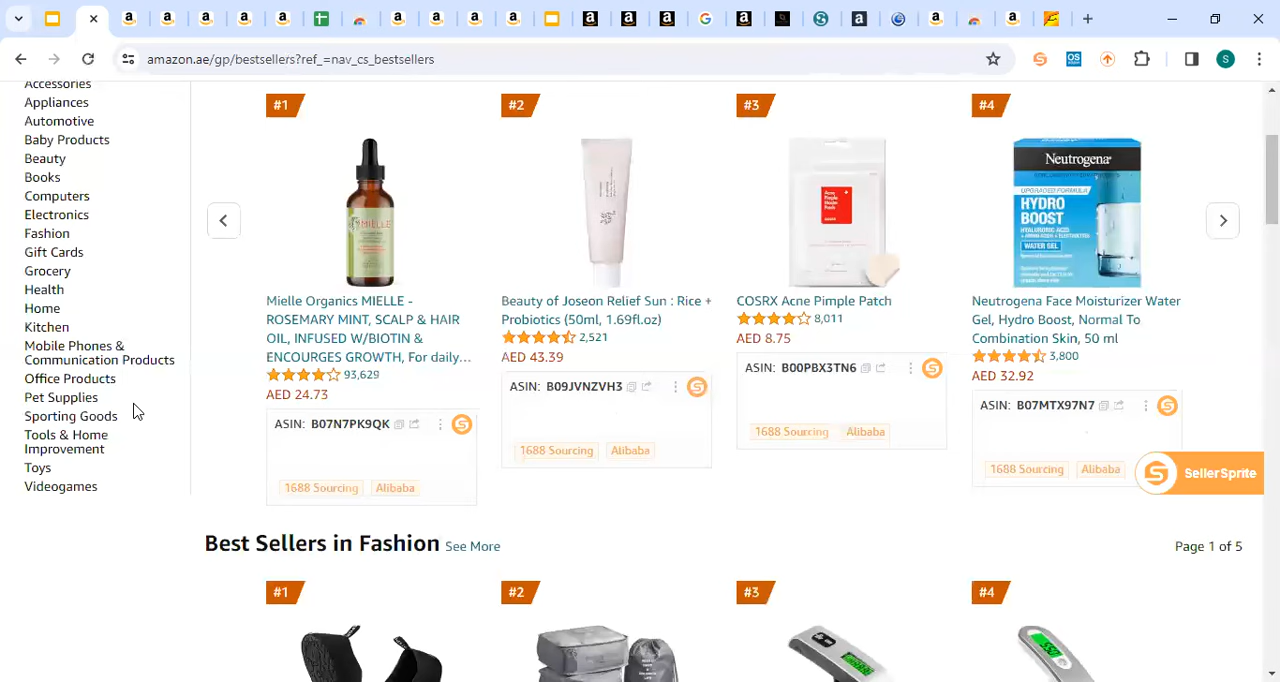 amazon.ae/gp/bestsellers?ref_=nav_cs_bestsellers
S
Accessories
Appliances
Automotive
Baby Products
Beauty
Books
Computers
Electronics
Fashion
Gift Cards
Grocery
Health
Home
Kitchen
Mobile Phones &
Communication Products
Office Products
Pet Supplies
Sporting Goods
Tools & Home
Improvement
Toys
Videogames
#1
MIELLE
Mielle Organics MIELLE -
ROSEMARY MINT, SCALP & HAIR
OIL, INFUSED W/BIOTIN &
ENCOURGES GROWTH, For daily...
93,629
AED 24.73
ASIN: B07N7PK9QK
1688 Sourcing Alibaba
#2
Beauty of Joseon Relief Sun : Rice +
Probiotics (50ml, 1.69fl.oz)
2,521
AED 43.39
ASIN: B09JVNZVH3
1688 Sourcing Alibaba
#3
COSRX Acne Pimple Patch
8,011
AED 8.75
ASIN: B00PBX3TN6
1688 Sourcing Alibaba
#4
Neutrogena
UPGRADED FORMULA
HYDRO
BOOST
HYALURONIC ACID
WATER GEL
Neutrogena Face Moisturizer Water
Gel, Hydro Boost, Normal To
Combination Skin, 50 ml
3,800
AED 32.92
ASIN: B07MTX97N7
1688 Sourcing Alibaba
SellerSprite
Best Sellers in Fashion See More
Page 1 of 5
#1
#2
#3
#4